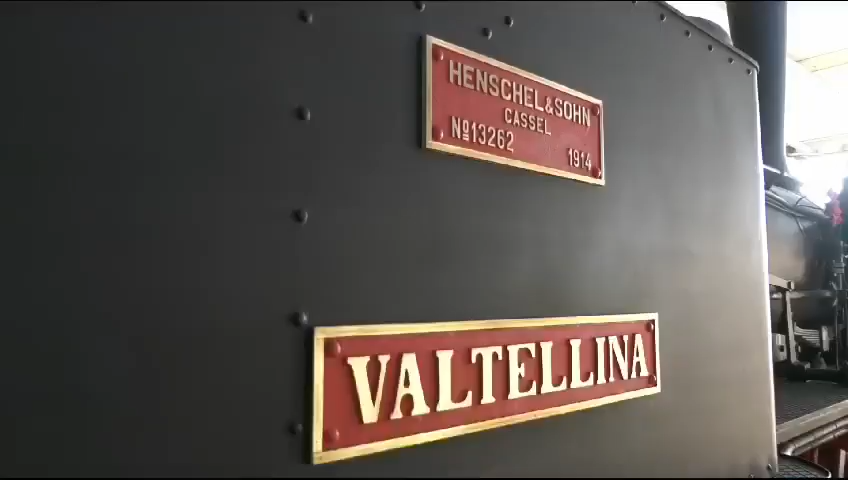 HENSCHEL&SOHN
CASSEL
Nº13262
1914
VALTELLINA